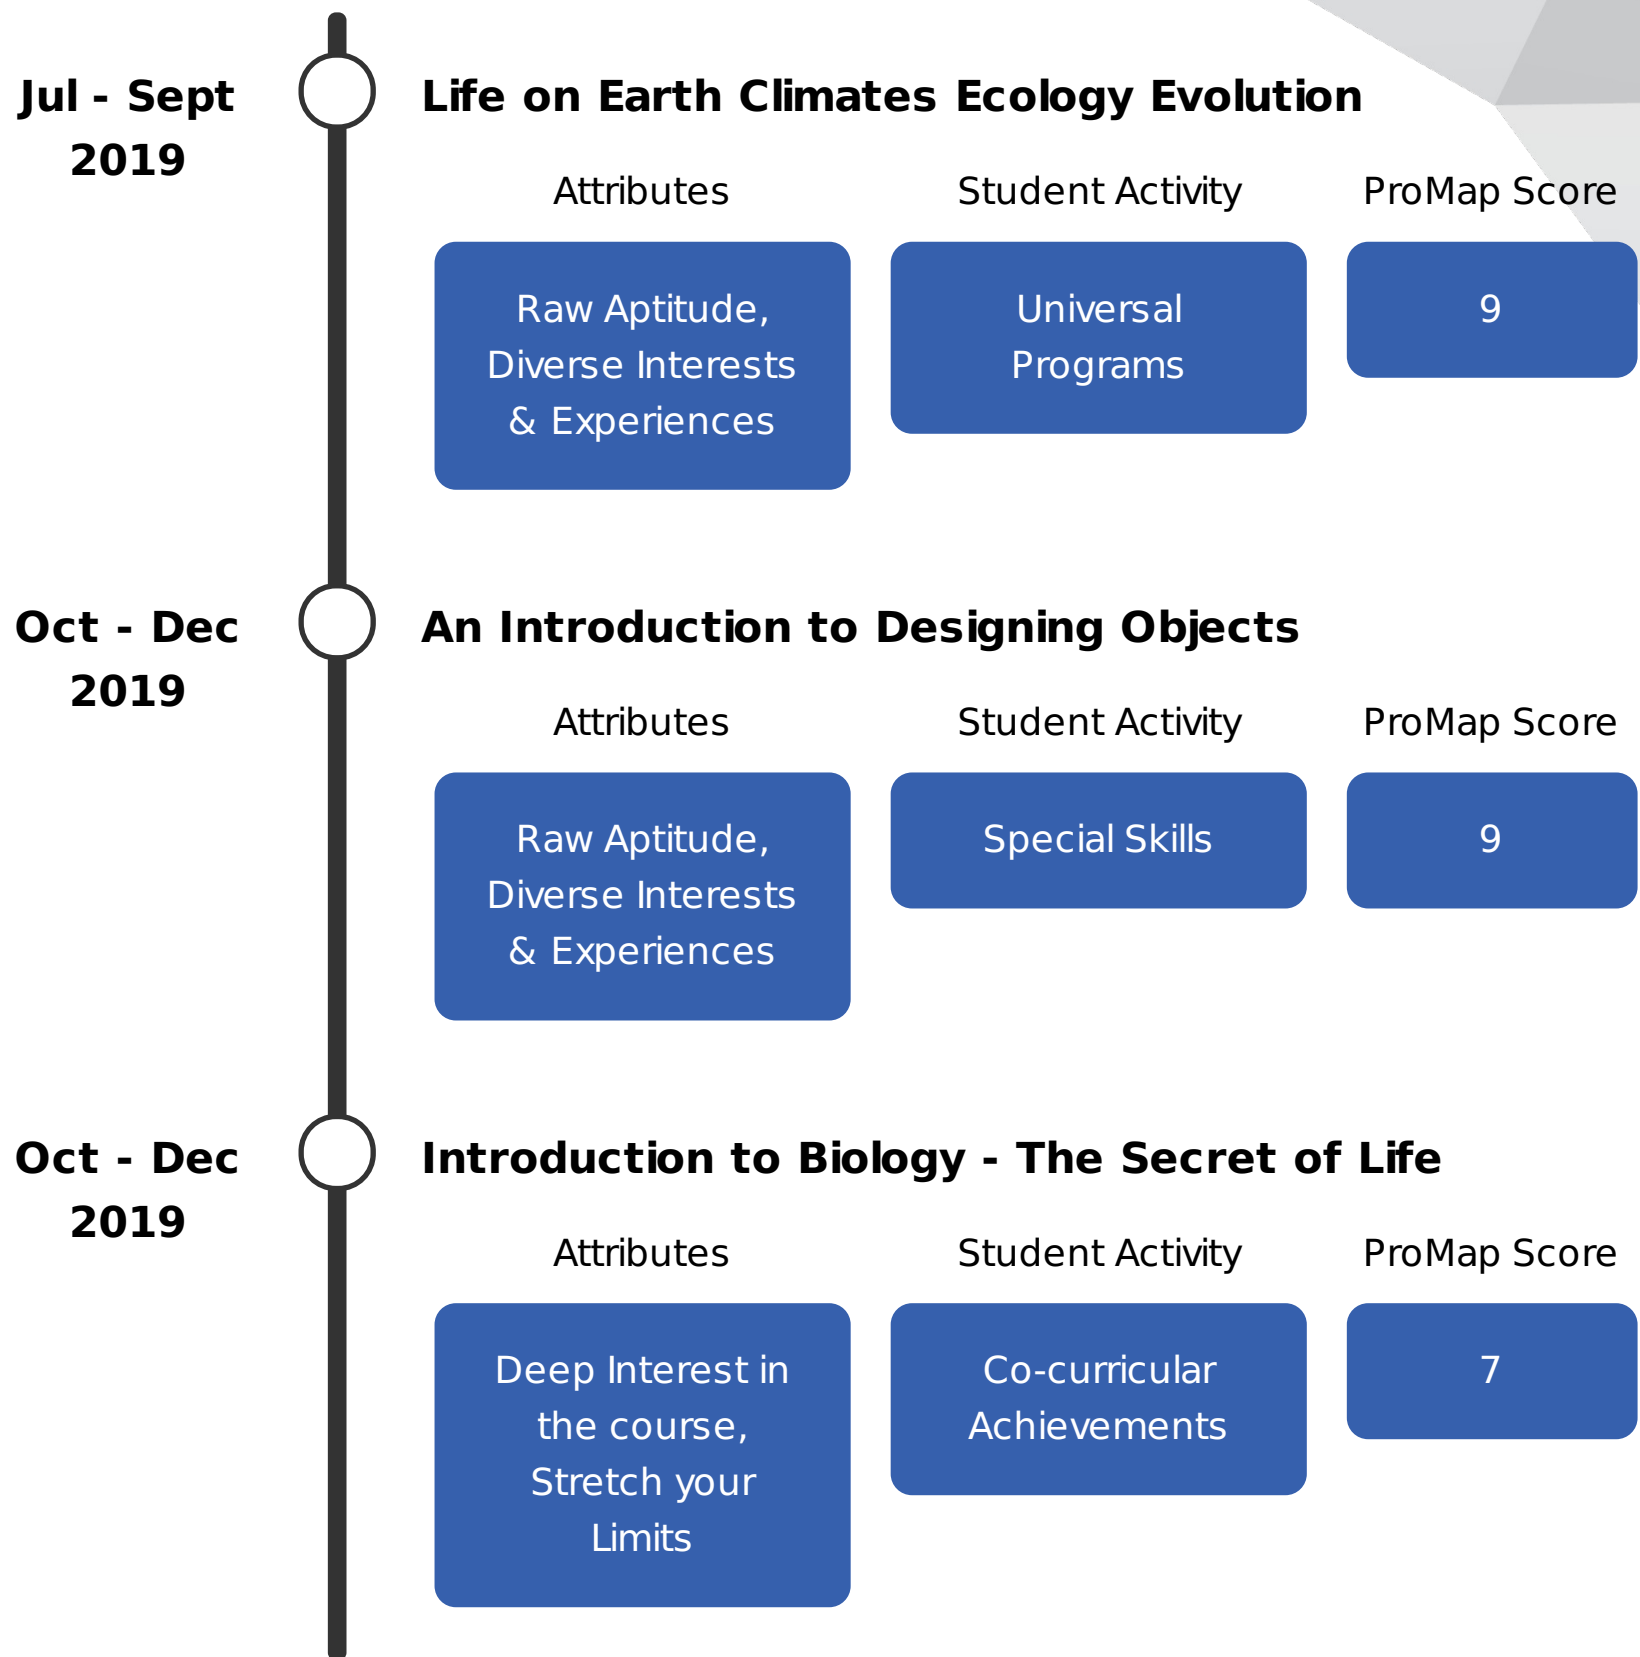 Jul - Sept
2019
Life on Earth Climates Ecology Evolution
Attributes
Student Activity
ProMap Score
Raw Aptitude,
Diverse Interests
& Experiences
Universal
Programs
9
Oct - Dec
2019
An Introduction to Designing Objects
Attributes
Student Activity
ProMap Score
Raw Aptitude,
Diverse Interests
& Experiences
Special Skills
9
Oct - Dec
2019
Introduction to Biology - The Secret of Life
Attributes
Student Activity
ProMap Score
Deep Interest in
the course,
Stretch your
Limits
Co-curricular
Achievements
7